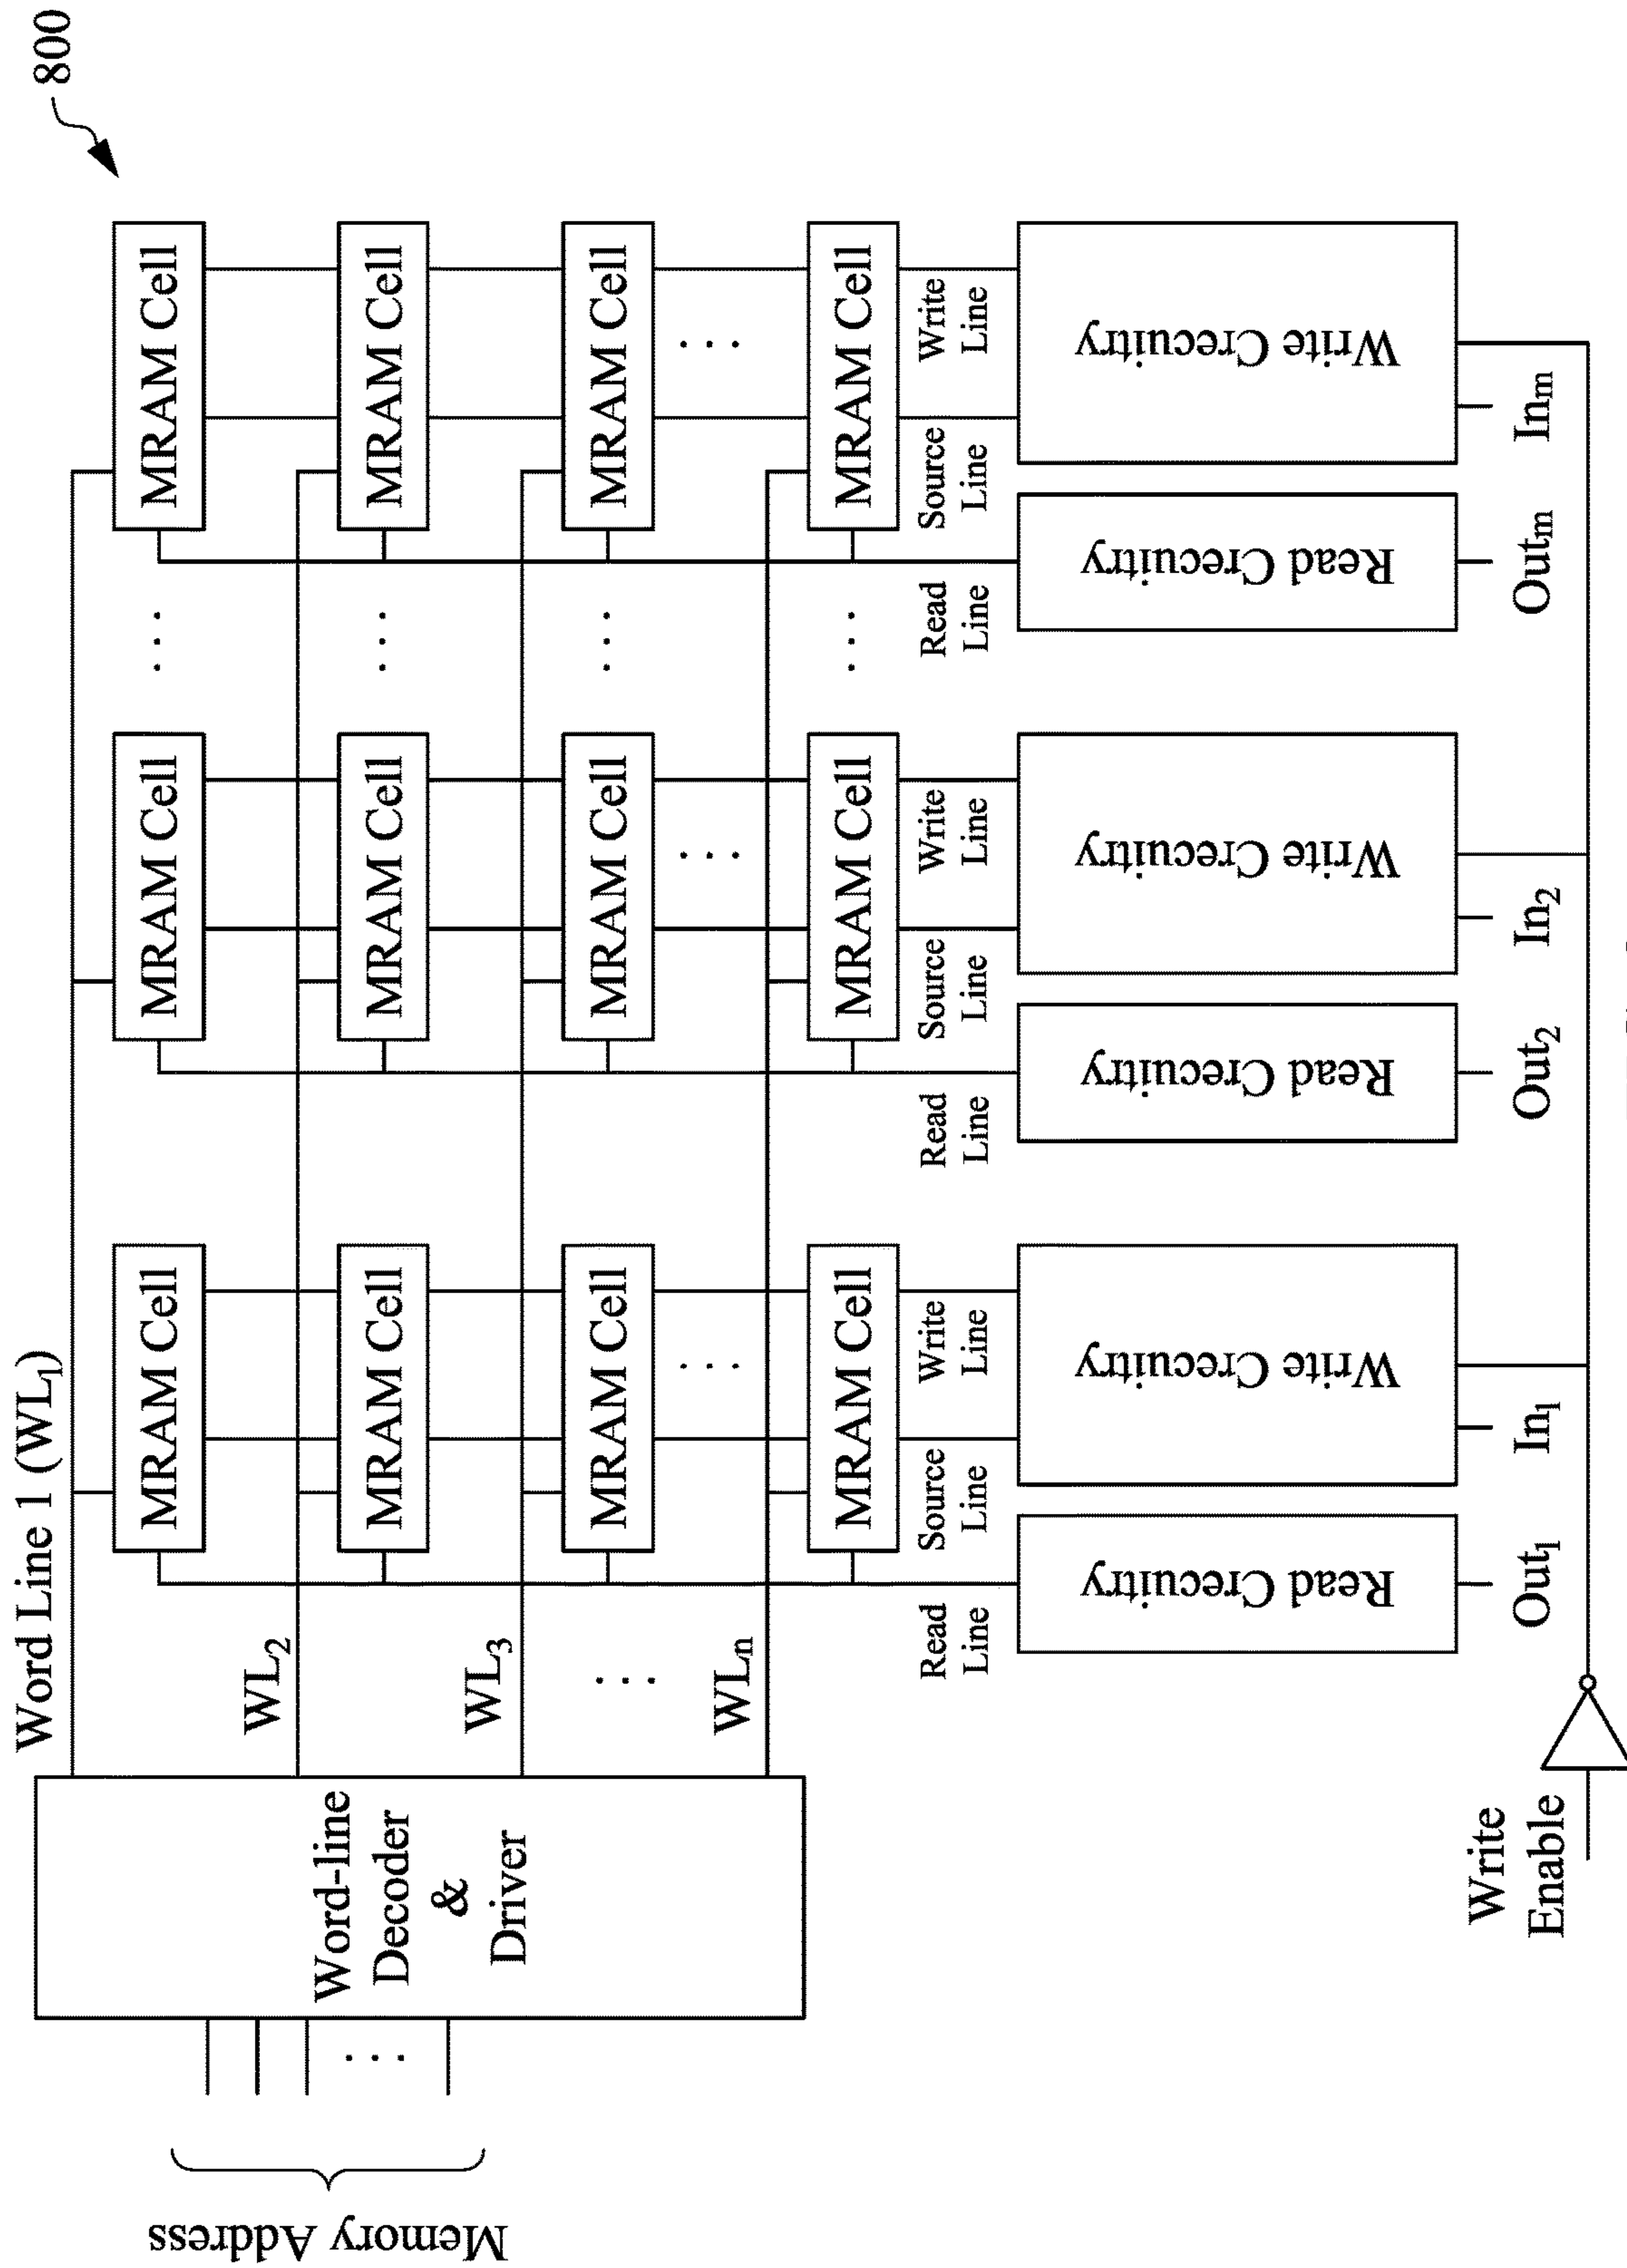 800
Word Line 1 (WL₁)
MRAM Cell
MRAM Cell
. . .
MRAM Cell
WL₂
MRAM Cell
MRAM Cell
. . .
MRAM Cell
Memory Address
. . .
Word-line
Decoder
&
Driver
WL₃
MRAM Cell
MRAM Cell
. . .
MRAM Cell
. . .
. . .
. . .
. . .
WLₙ
MRAM Cell
MRAM Cell
. . .
MRAM Cell
Read
Line
Source
Line
Write
Line
Read
Line
Source
Line
Write
Line
Read
Line
Source
Line
Write
Line
Read Crecuitry
Write Crecuitry
Read Crecuitry
Write Crecuitry
Read Crecuitry
Write Crecuitry
Out₁
In₁
Out₂
In₂
Outₘ
Inₘ
Write
Enable